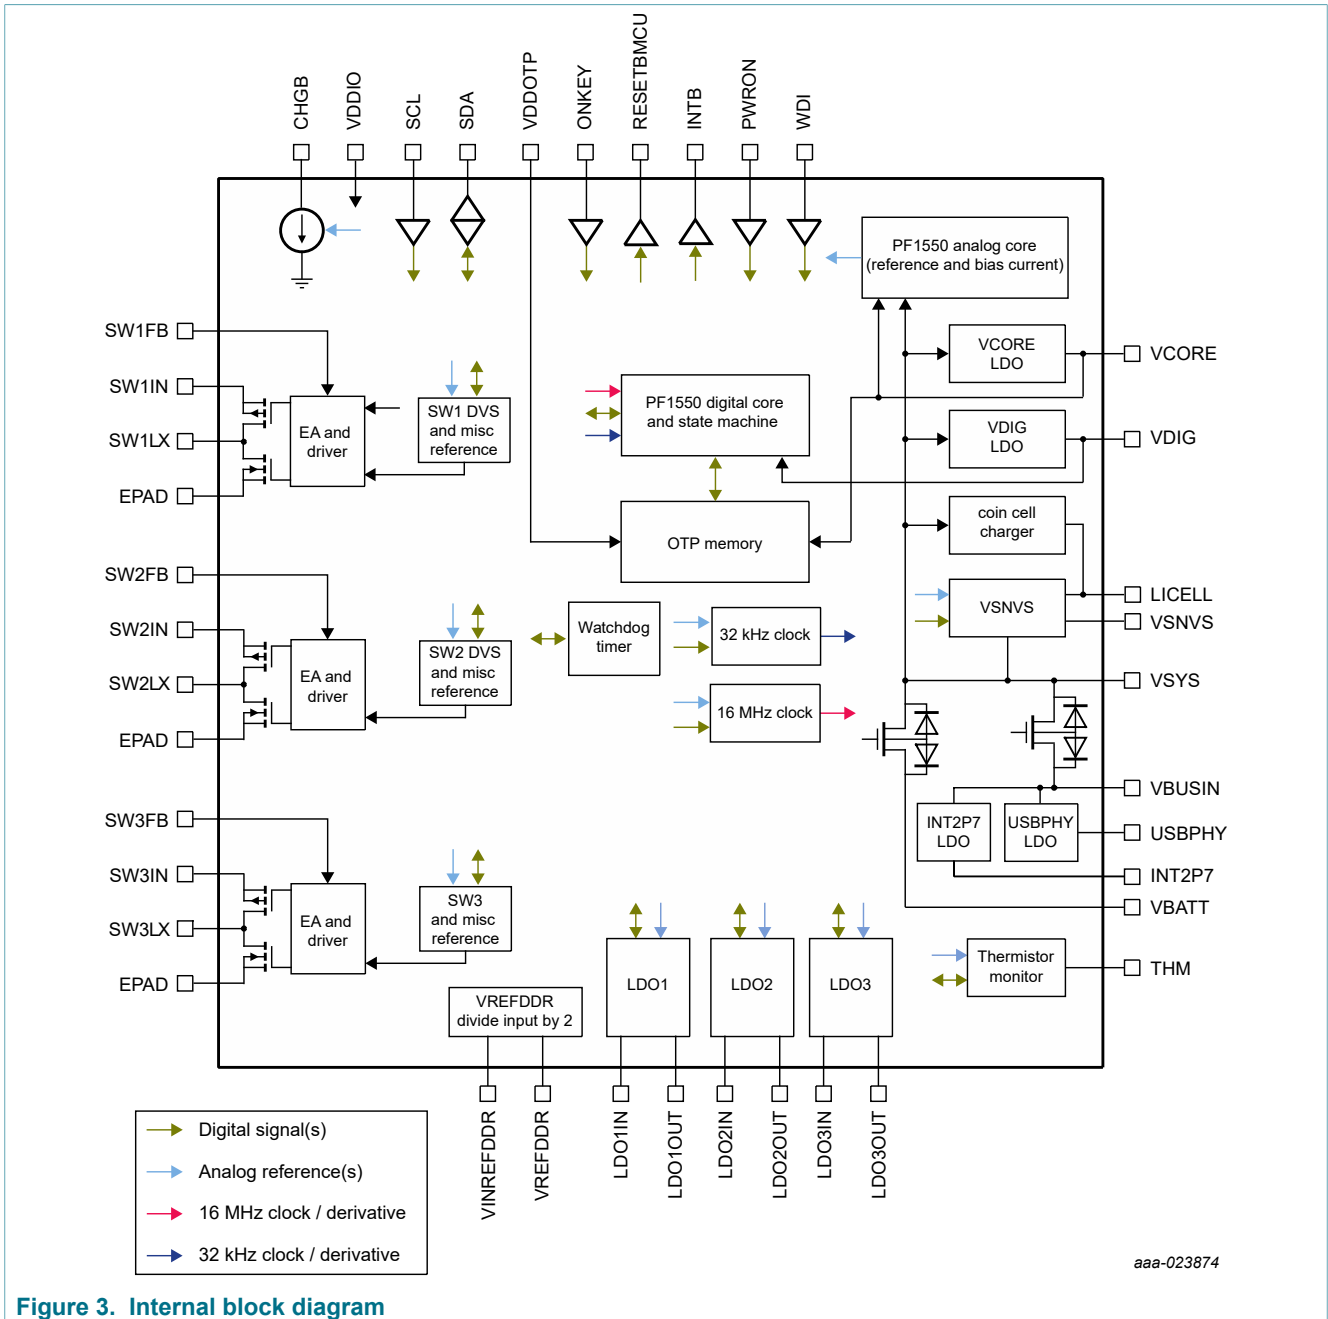 CHGB
VDDIO
SCL
SDA
VDDOTP
ONKEY
RESETBMCU
INTB
PWRON
WDI
PF1550 analog core
(reference and bias current)
SW1FB
SW1IN
SW1LX
EPAD
EA and
driver
SW1 DVS
and misc
reference
PF1550 digital core
and state machine
OTP memory
VCORE
LDO
VCORE
VDIG
LDO
VDIG
coin cell
charger
VSNVS
LICELL
VSNVS
SW2FB
SW2IN
SW2LX
EPAD
EA and
driver
SW2 DVS
and misc
reference
Watchdog
timer
32 kHz clock
16 MHz clock
VSYS
VBUSIN
INT2P7
LDO
USBPHY
LDO
USBPHY
INT2P7
VBATT
SW3FB
SW3IN
SW3LX
EPAD
EA and
driver
SW3
and misc
reference
VREFDDR
divide input by 2
LDO1
LDO2
LDO3
Thermistor
monitor
THM
VINREFDDR
VREFDDR
LDO1IN
LDO1OUT
LDO2IN
LDO2OUT
LDO3IN
LDO3OUT
Digital signal(s)
Analog reference(s)
16 MHz clock / derivative
32 kHz clock / derivative
aaa-023874
Figure 3. Internal block diagram